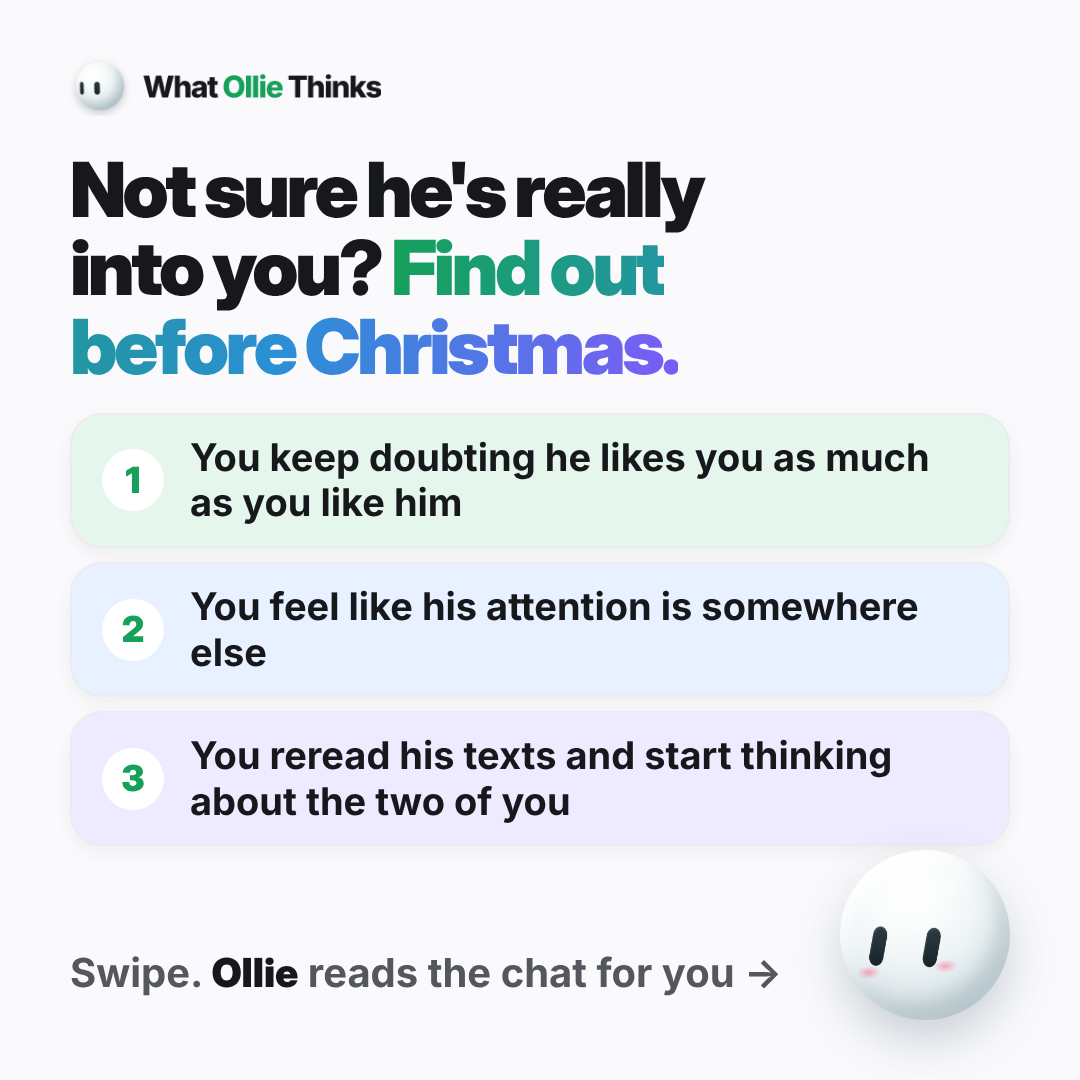 What Ollie Thinks
Not sure he's really
into you? Find out
before Christmas.
1
You keep doubting he likes you as much
as you like him
2
You feel like his attention is somewhere
else
3
You reread his texts and start thinking
about the two of you
Swipe. Ollie reads the chat for you →